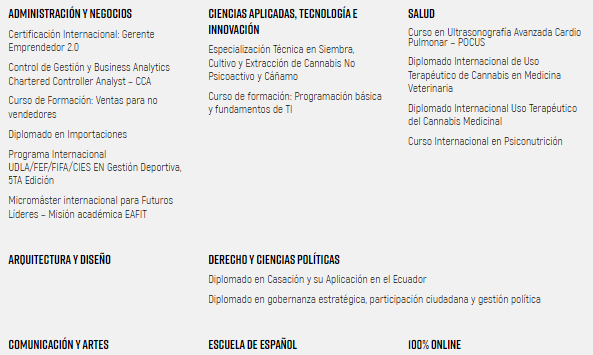 ADMINISTRACIÓN Y NEGOCIOS
Certificación Internacional: Gerente
Emprendedor 2.0
Control de Gestión y Business Analytics
Chartered Controller Analyst – CCA
Curso de Formación: Ventas para no
vendedores
Diplomado en Importaciones
Programa Internacional
UDLA/FEF/FIFA/CIES EN Gestión Deportiva,
5TA Edición
Micromáster internacional para Futuros
Líderes – Misión académica EAFIT
CIENCIAS APLICADAS, TECNOLOGÍA E
INNOVACIÓN
Especialización Técnica en Siembra,
Cultivo y Extracción de Cannabis No
Psicoactivo y Cáñamo
Curso de formación: Programación básica
y fundamentos de TI
SALUD
Curso en Ultrasonografía Avanzada Cardio
Pulmonar – POCUS
Diplomado Internacional de Uso
Terapéutico de Cannabis en Medicina
Veterinaria
Diplomado Internacional Uso Terapéutico
del Cannabis Medicinal
Curso Internacional en Psiconutrición
ARQUITECTURA Y DISEÑO
DERECHO Y CIENCIAS POLÍTICAS
Diplomado en Casación y su Aplicación en el Ecuador
Diplomado en gobernanza estratégica, participación ciudadana y gestión política
COMUNICACIÓN Y ARTES
ESCUELA DE ESPAÑOL
100% ONLINE